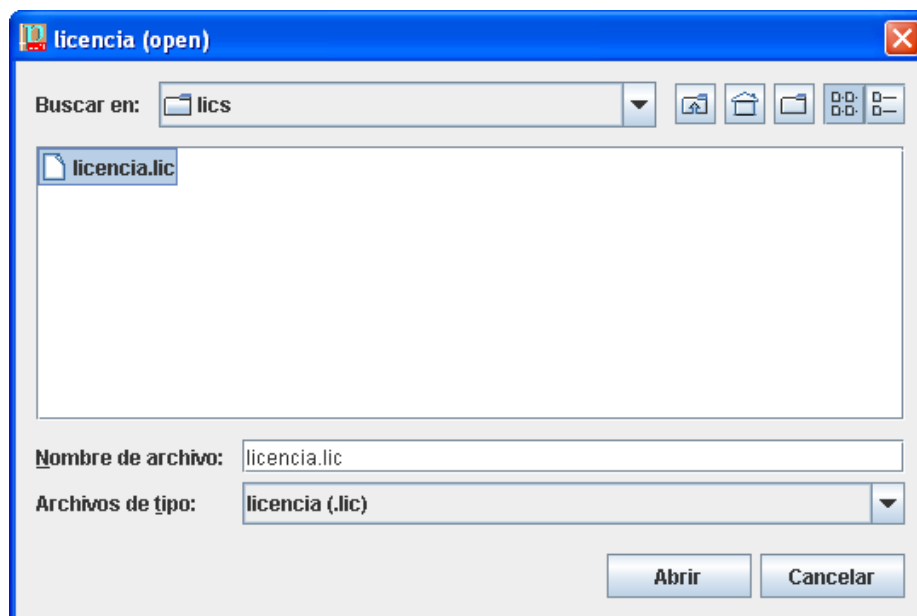 licencia (open)
Buscar en: lics
licencia.lic
Nombre de archivo: licencia.lic
Archivos de tipo: licencia (.lic)
Abrir Cancelar